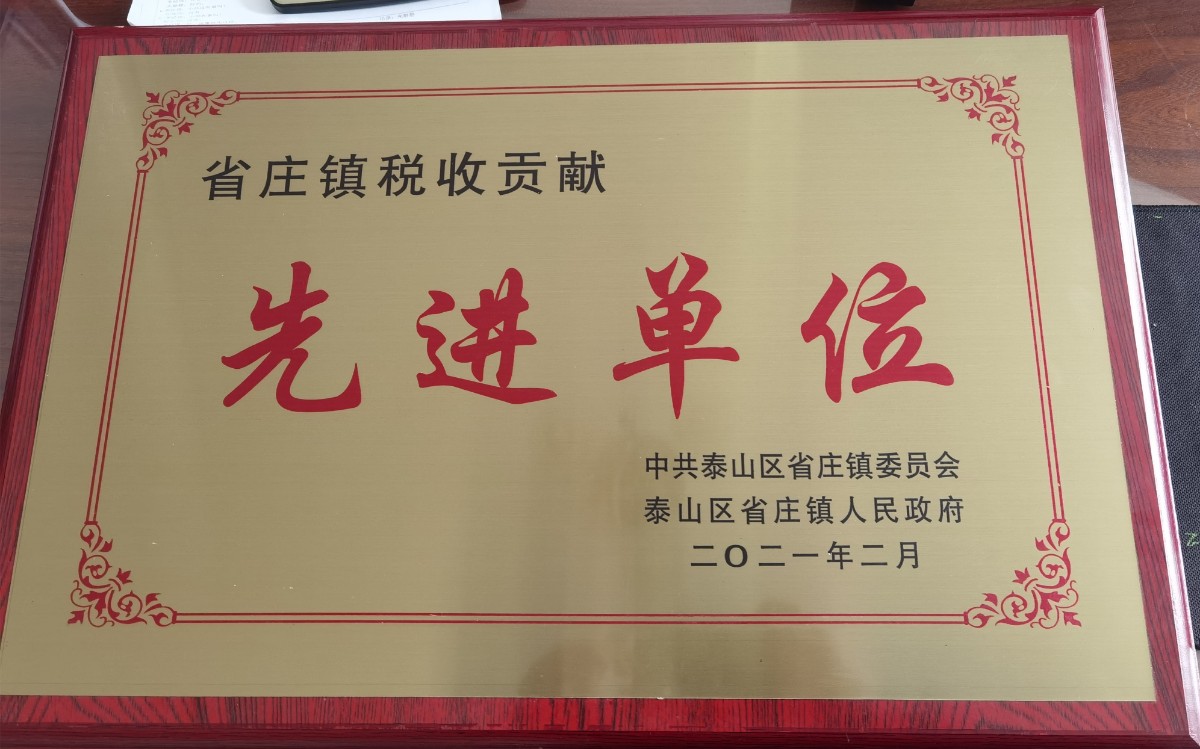 省庄镇税收贡献
先进单位
中共泰山区省庄镇委员会
泰山区省庄镇人民政府
二〇二一年二月